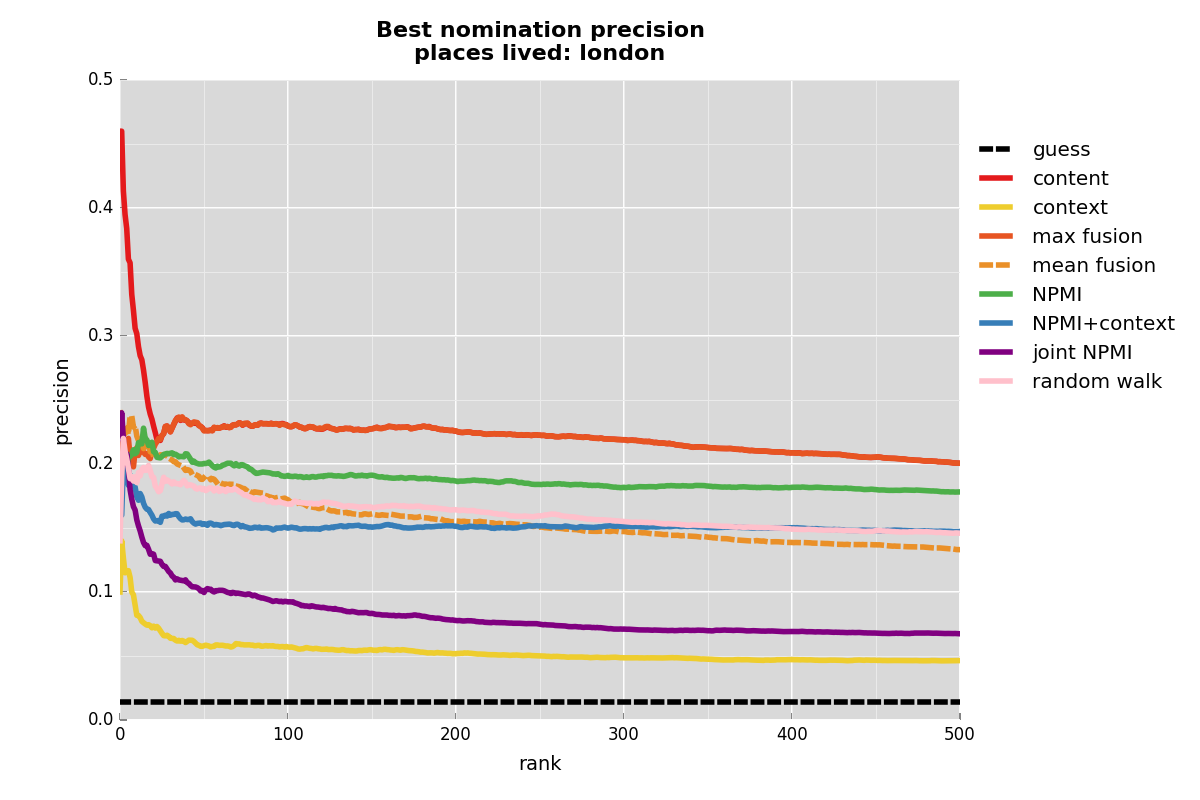 Best nomination precision
places lived: london
0.5
0.4
0.3
0.2
0.1
0.0
precision
0
100
200
300
400
500
rank
guess
content
context
max fusion
mean fusion
NPMI
NPMI+context
joint NPMI
random walk